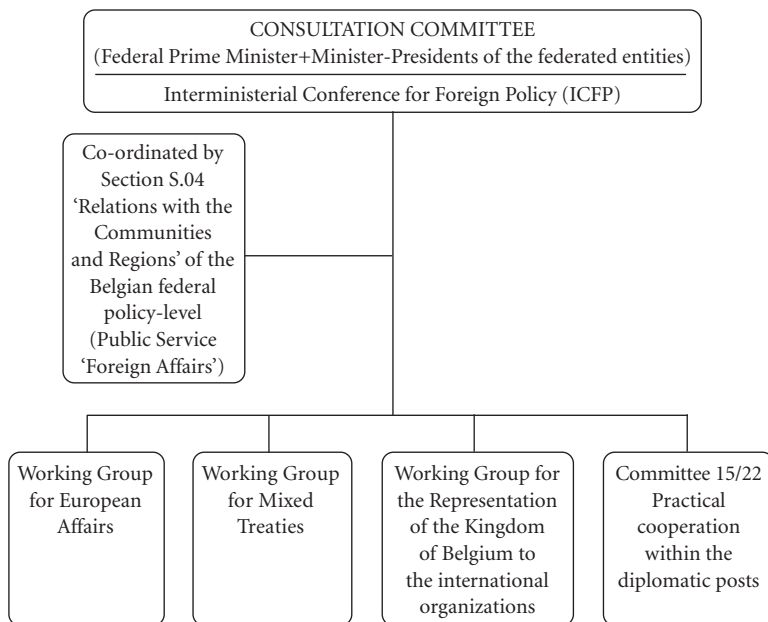 CONSULTATION COMMITTEE
(Federal Prime Minister+Minister-Presidents of the federated entities)
Interministerial Conference for Foreign Policy (ICFP)
Co-ordinated by
Section S.04
‘Relations with the
Communities
and Regions’ of the
Belgian federal
policy-level
(Public Service
‘Foreign Affairs’)
Working Group
for European
Affairs
Working Group
for Mixed
Treaties
Working Group for
the Representation
of the Kingdom
of Belgium to
the international
organizations
Committee 15/22
Practical
cooperation
within the
diplomatic posts